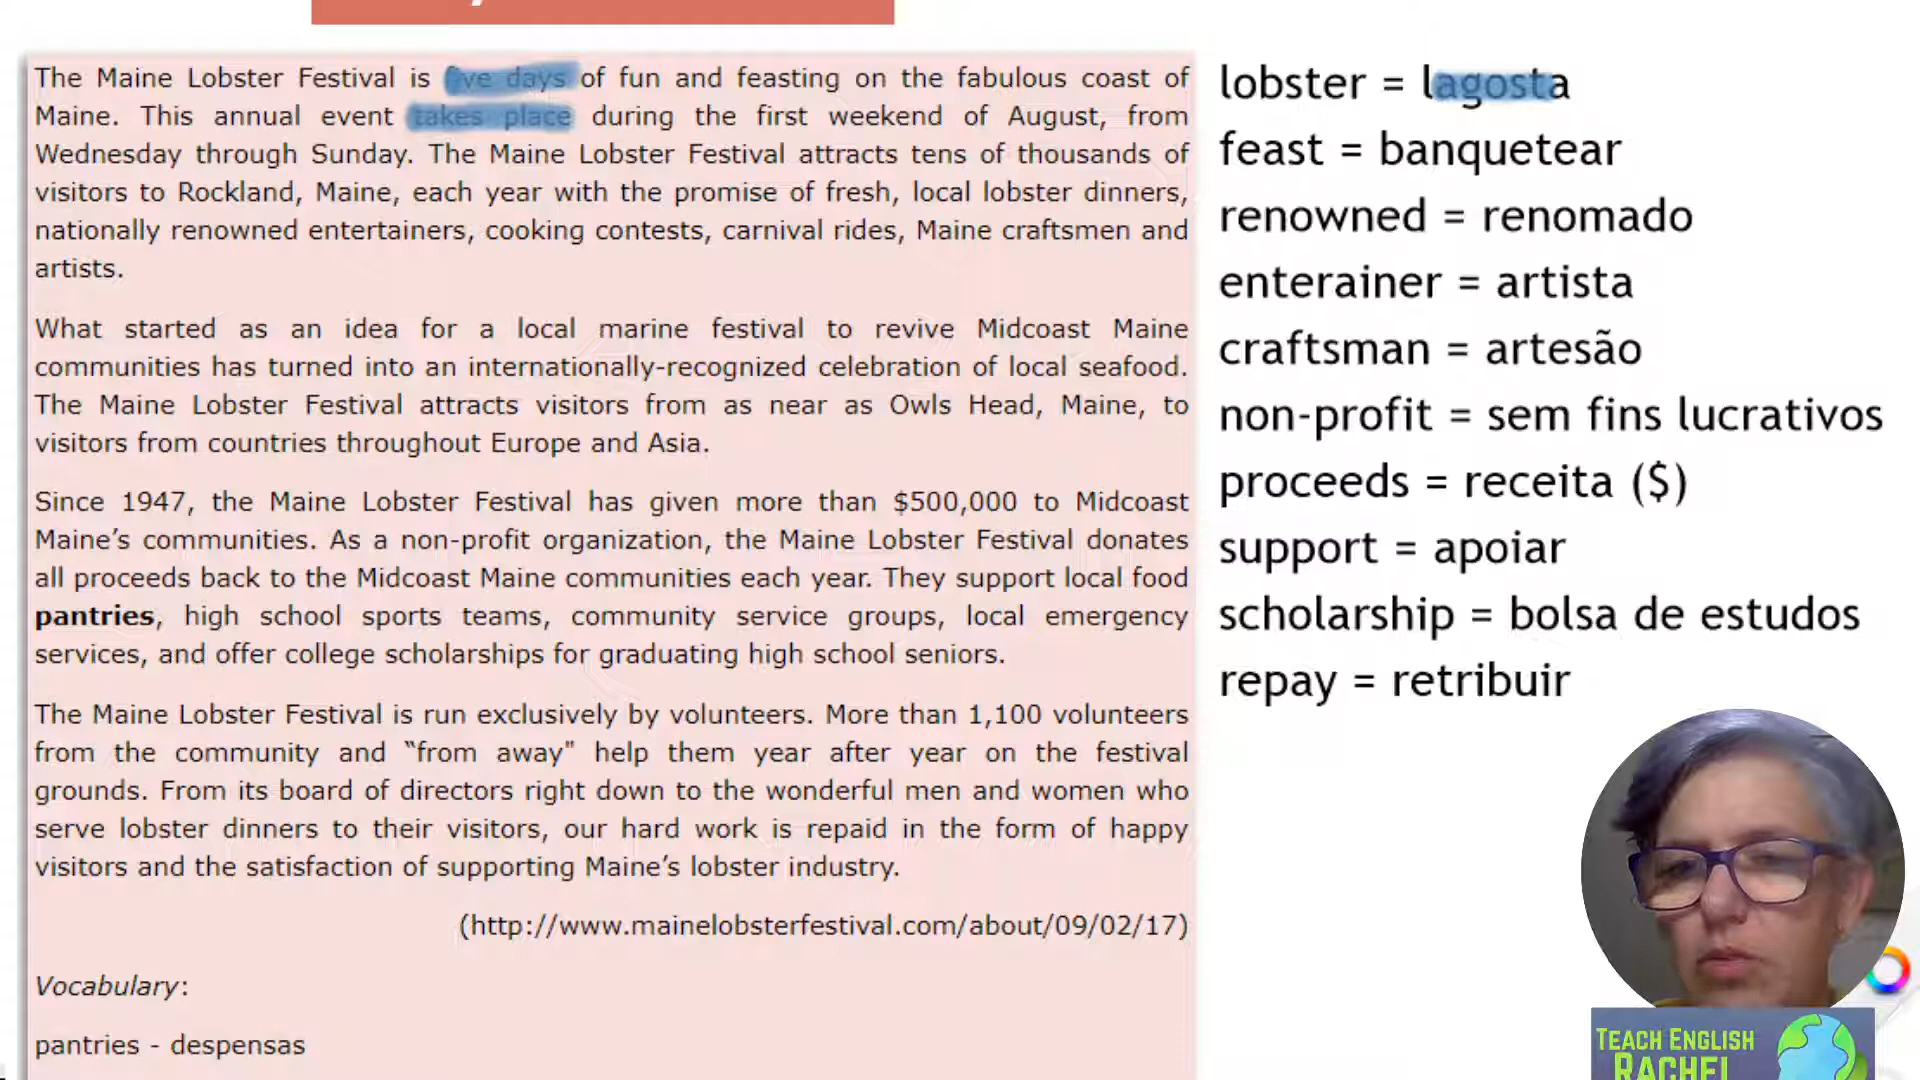 The Maine Lobster Festival is five days of fun and feasting on the fabulous coast of
Maine. This annual event takes place during the first weekend of August, from
Wednesday through Sunday. The Maine Lobster Festival attracts tens of thousands of
visitors to Rockland, Maine, each year with the promise of fresh, local lobster dinners,
nationally renowned entertainers, cooking contests, carnival rides, Maine craftsmen and
artists.
What started as an idea for a local marine festival to revive Midcoast Maine
communities has turned into an internationally-recognized celebration of local seafood.
The Maine Lobster Festival attracts visitors from as near as Owls Head, Maine, to
visitors from countries throughout Europe and Asia.
Since 1947, the Maine Lobster Festival has given more than $500,000 to Midcoast
Maine’s communities. As a non-profit organization, the Maine Lobster Festival donates
all proceeds back to the Midcoast Maine communities each year. They support local food
pantries, high school sports teams, community service groups, local emergency
services, and offer college scholarships for graduating high school seniors.
The Maine Lobster Festival is run exclusively by volunteers. More than 1,100 volunteers
from the community and “from away" help them year after year on the festival
grounds. From its board of directors right down to the wonderful men and women who
serve lobster dinners to their visitors, our hard work is repaid in the form of happy
visitors and the satisfaction of supporting Maine’s lobster industry.
(http://www.mainelobsterfestival.com/about/09/02/17)
Vocabulary:
pantries - despensas
lobster = lagosta
feast = banquetear
renowned = renomado
enterainer = artista
craftsman = artesão
non-profit = sem fins lucrativos
proceeds = receita ($)
support = apoiar
scholarship = bolsa de estudos
repay = retribuir
TEACH ENGLISH
RACHEL